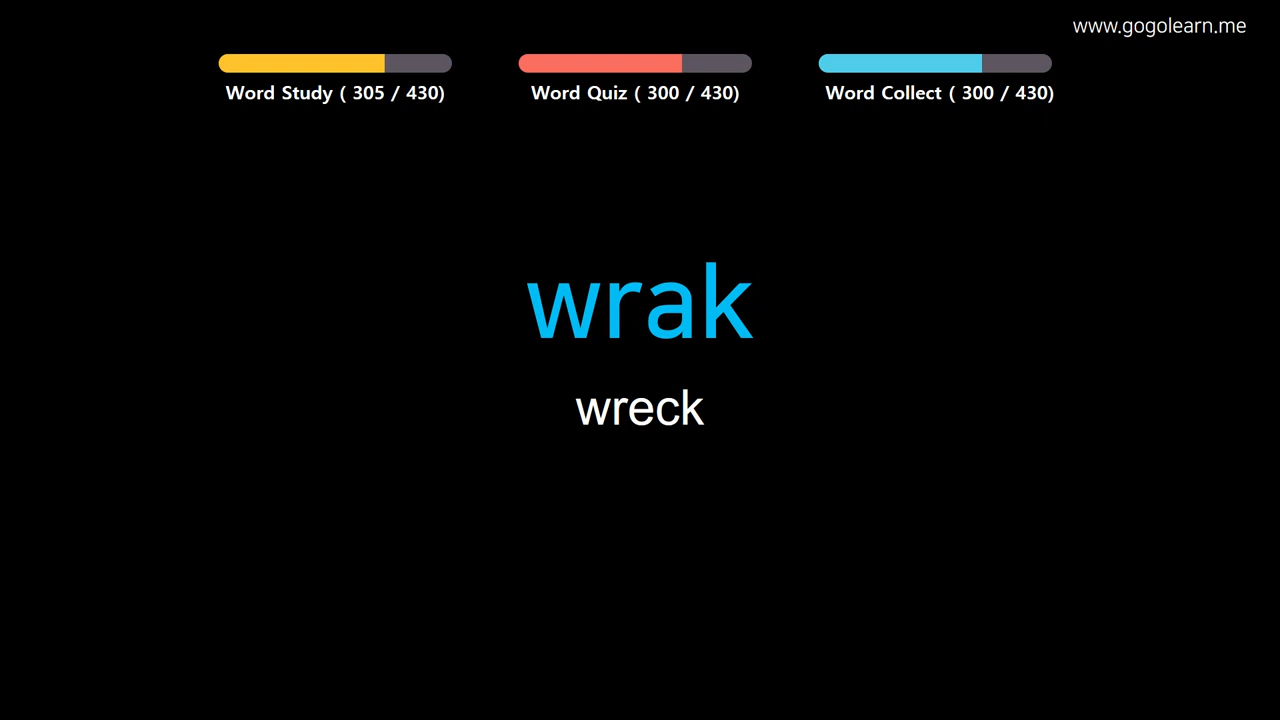 www.gogolearn.me
Word Study ( 305 / 430)
Word Quiz ( 300 / 430)
Word Collect ( 300 / 430)
wrak
wreck